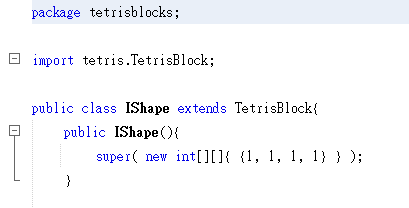 package tetrisblocks;
import tetris.TetrisBlock;
public class IShape extends TetrisBlock{
public IShape(){
super( new int[][]{ {1, 1, 1, 1} } );
}